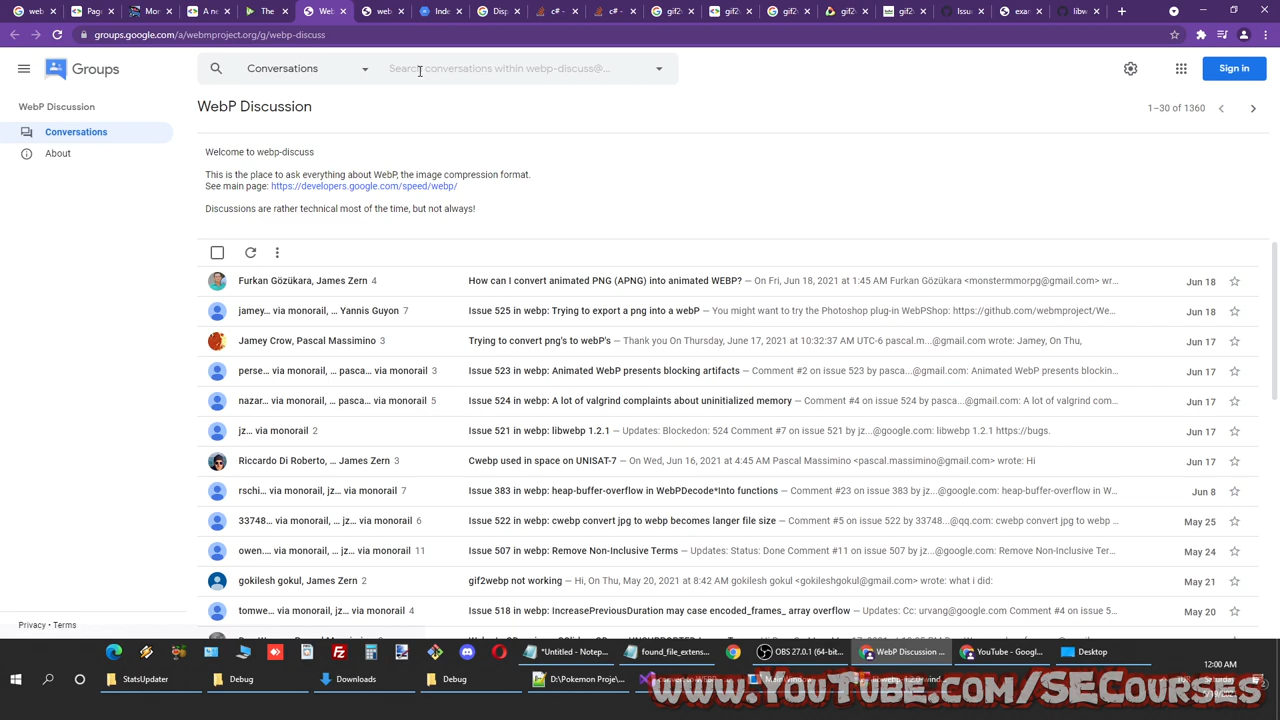 groups.google.com/a/webmproject.org/g/webp-discuss
Groups
Conversations
Search conversations within webp-discuss@...
Sign in
WebP Discussion
Conversations
About
WebP Discussion
1–30 of 1360
Welcome to webp-discuss
This is the place to ask everything about WebP, the image compression format.
See main page: https://developers.google.com/speed/webp/
Discussions are rather technical most of the time, but not always!
Furkan Gözükara, James Zern 4 How can I convert animated PNG (APNG) into animated WEBP? — On Fri, Jun 18, 2021 at 1:45 AM Furkan Gözükara <monstermmorpg@gmail.com> wr... Jun 18
jamey... via monorail, ... Yannis Guyon 7 Issue 525 in webp: Trying to export a png into a webP — You might want to try the Photoshop plug-in WebPShop: https://github.com/webmproject/We... Jun 18
Jamey Crow, Pascal Massimino 3 Trying to convert png's to webP's — Thank you On Thursday, June 17, 2021 at 10:32:37 AM UTC-6 pascal.m...@gmail.com wrote: Jamey, On Thu, Jun 17
perse... via monorail, ... pasca... via monorail 3 Issue 523 in webp: Animated WebP presents blocking artifacts — Comment #2 on issue 523 by pasca...@gmail.com: Animated WebP presents blockin... Jun 17
nazar... via monorail, ... pasca... via monorail 5 Issue 524 in webp: A lot of valgrind complaints about uninitialized memory — Comment #4 on issue 524 by pasca...@gmail.com: A lot of valgrind com... Jun 17
jz... via monorail 2 Issue 521 in webp: libwebp 1.2.1 — Updates: Blockedon: 524 Comment #7 on issue 521 by jz...@google.com: libwebp 1.2.1 https://bugs. Jun 17
Riccardo Di Roberto, ... James Zern 3 Cwebp used in space on UNISAT-7 — On Wed, Jun 16, 2021 at 4:45 AM Pascal Massimino <pascal.massimino@gmail.com> wrote: Hi Jun 17
rschi... via monorail, jz... via monorail 7 Issue 383 in webp: heap-buffer-overflow in WebPDecode*Into functions — Comment #23 on issue 383 by jz...@google.com: heap-buffer-overflow in W... Jun 8
33748... via monorail, ... jz... via monorail 6 Issue 522 in webp: cwebp convert jpg to webp becomes langer file size — Comment #5 on issue 522 by 33748...@qq.com: cwebp convert jpg to webp ... May 25
owen.... via monorail, ... jz... via monorail 11 Issue 507 in webp: Remove Non-Inclusive Terms — Updates: Status: Done Comment #11 on issue 507 by jz...@google.com: Remove Non-Inclusive Ter... May 24
gokilesh gokul, James Zern 2 gif2webp not working — Hi, On Thu, May 20, 2021 at 8:42 AM gokilesh gokul <gokileshgokul@gmail.com> wrote: what i did: May 21
tomwe... via monorail, jz... via monorail 4 Issue 518 in webp: IncreasePreviousDuration may case encoded_frames_ array overflow — Updates: Cc: urvang@google.com Comment #4 on issue 5... May 20
Privacy • Terms
*Untitled - Notep...
found_file_extens...
OBS 27.0.1 (64-bit...
WebP Discussion ...
YouTube - Googl...
Desktop
12:00 AM
Saturday
StatsUpdater
Debug
Downloads
Debug
D:\Pokemon Proje...
www.YouTube.com/SECourses